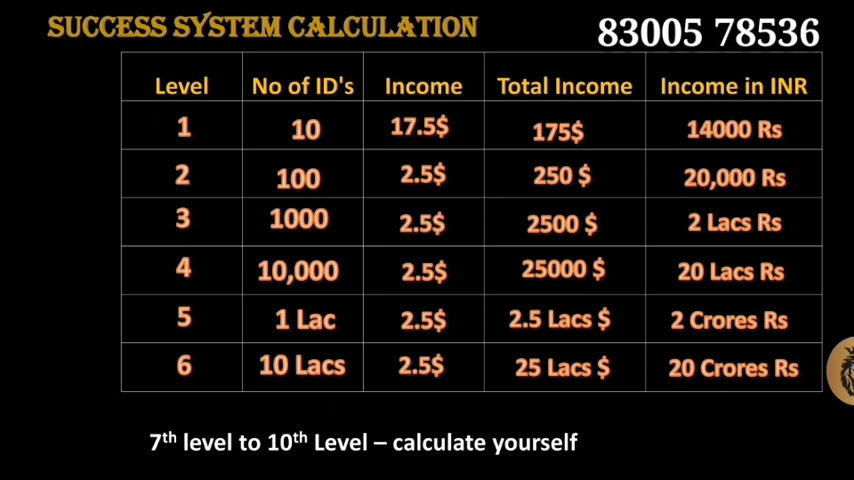 SUCCESS SYSTEM CALCULATION
83005 78536
Level No of ID's Income Total Income Income in INR
1 10 17.5$ 175$ 14000 Rs
2 100 2.5$ 250 $ 20,000 Rs
3 1000 2.5$ 2500 $ 2 Lacs Rs
4 10,000 2.5$ 25000 $ 20 Lacs Rs
5 1 Lac 2.5$ 2.5 Lacs $ 2 Crores Rs
6 10 Lacs 2.5$ 25 Lacs $ 20 Crores Rs
7th level to 10th Level – calculate yourself